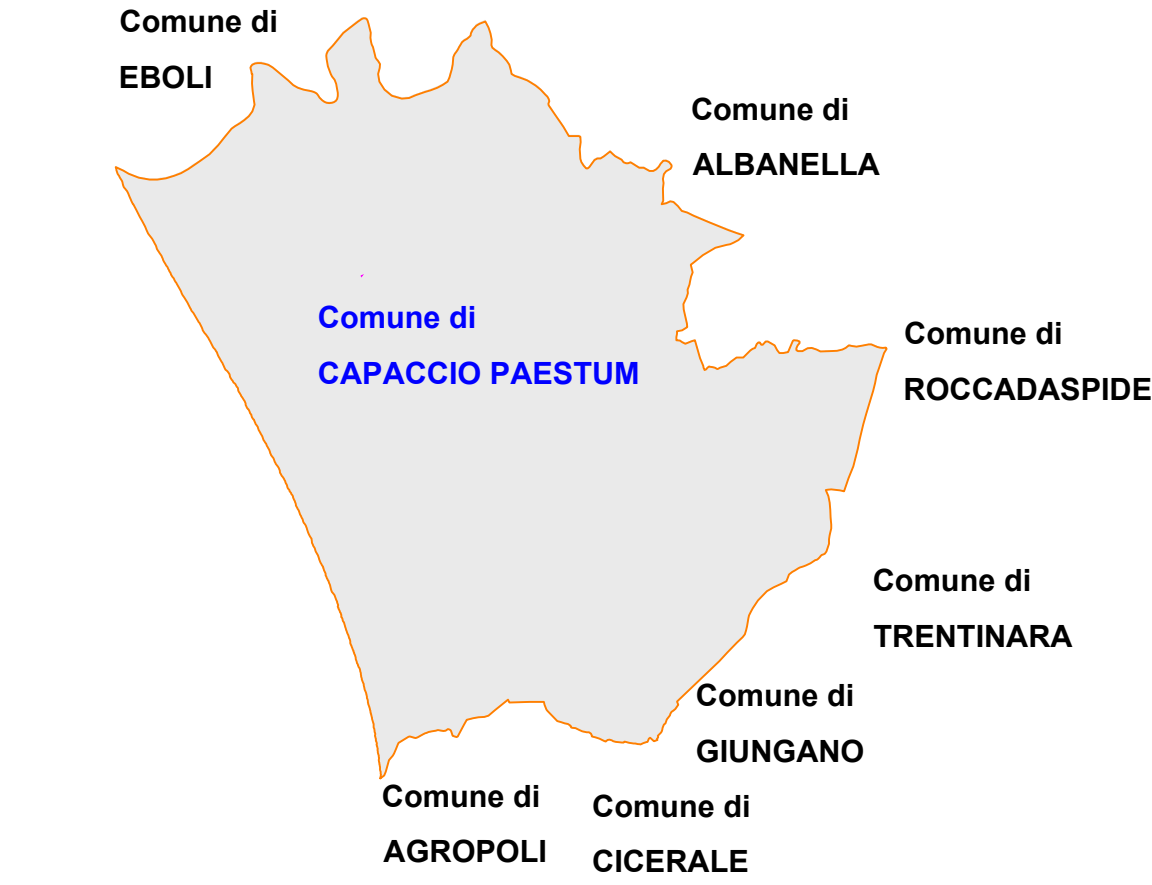 Comune di
EBOLI
Comune di
ALBANELLA
Comune di
CAPACCIO PAESTUM
Comune di
ROCCADASPIDE
Comune di
TRENTINARA
Comune di
GIUNGANO
Comune di
AGROPOLI
Comune di
CICERALE